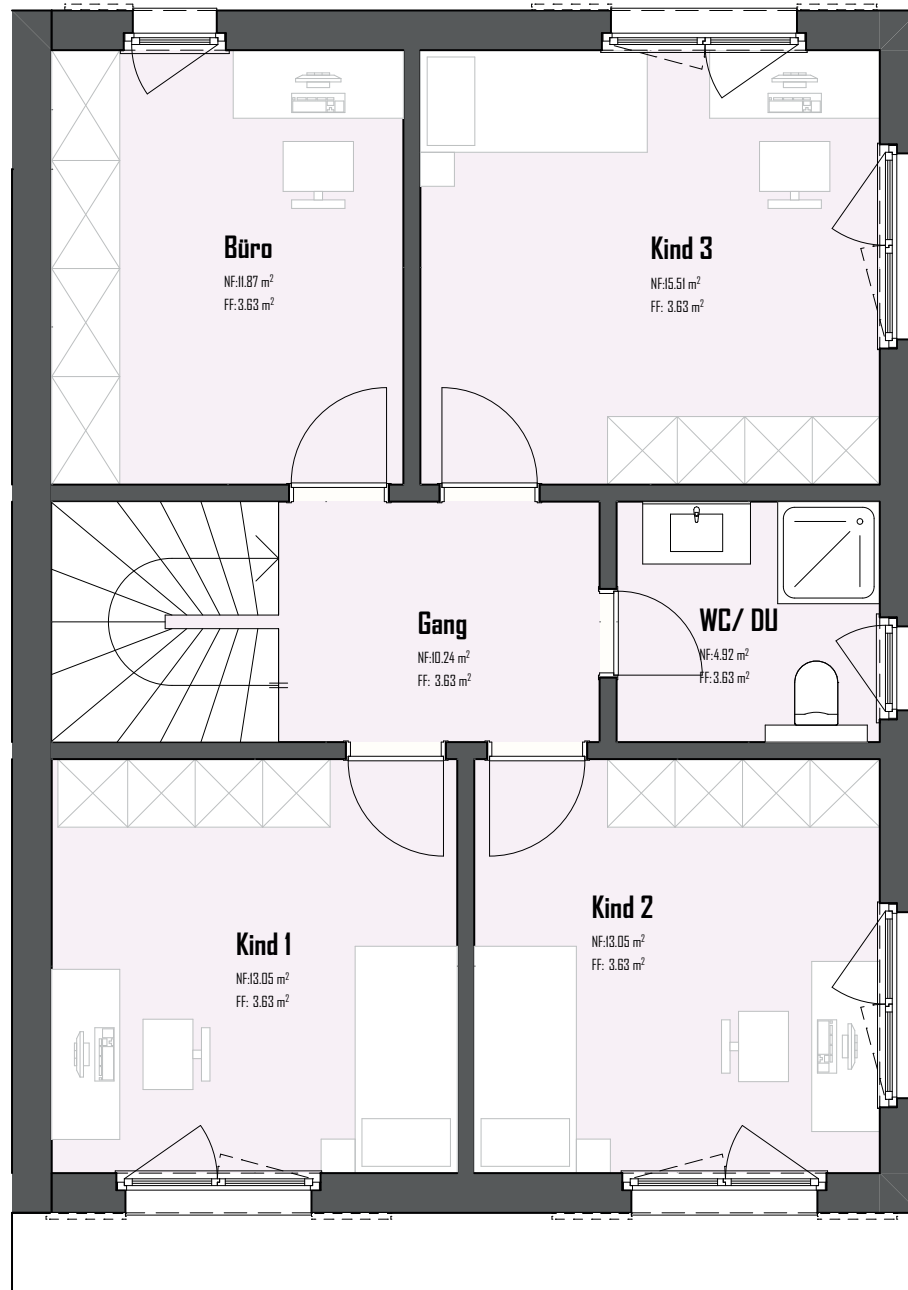 Büro
NF:11.87 m²
FF:3.63 m²
Kind 3
NF:15.51 m²
FF: 3.63 m²
Gang
NF:10.24 m²
FF: 3.63 m²
WC/ DU
NF:4.92 m²
FF:3.63 m²
Kind 1
NF:13.05 m²
FF: 3.63 m²
Kind 2
NF:13.05 m²
FF: 3.63 m²